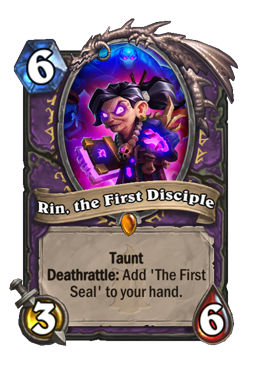 6
Rin, the First Disciple
Taunt
Deathrattle: Add 'The First
Seal' to your hand.
3
6